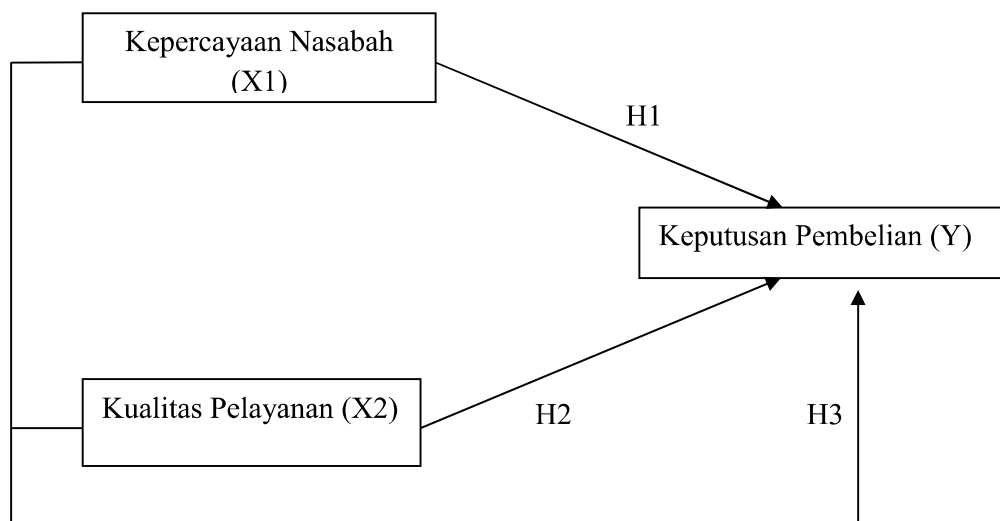 Kepercayaan Nasabah
(X1)
H1
Keputusan Pembelian (Y)
Kualitas Pelayanan (X2)
H2
H3